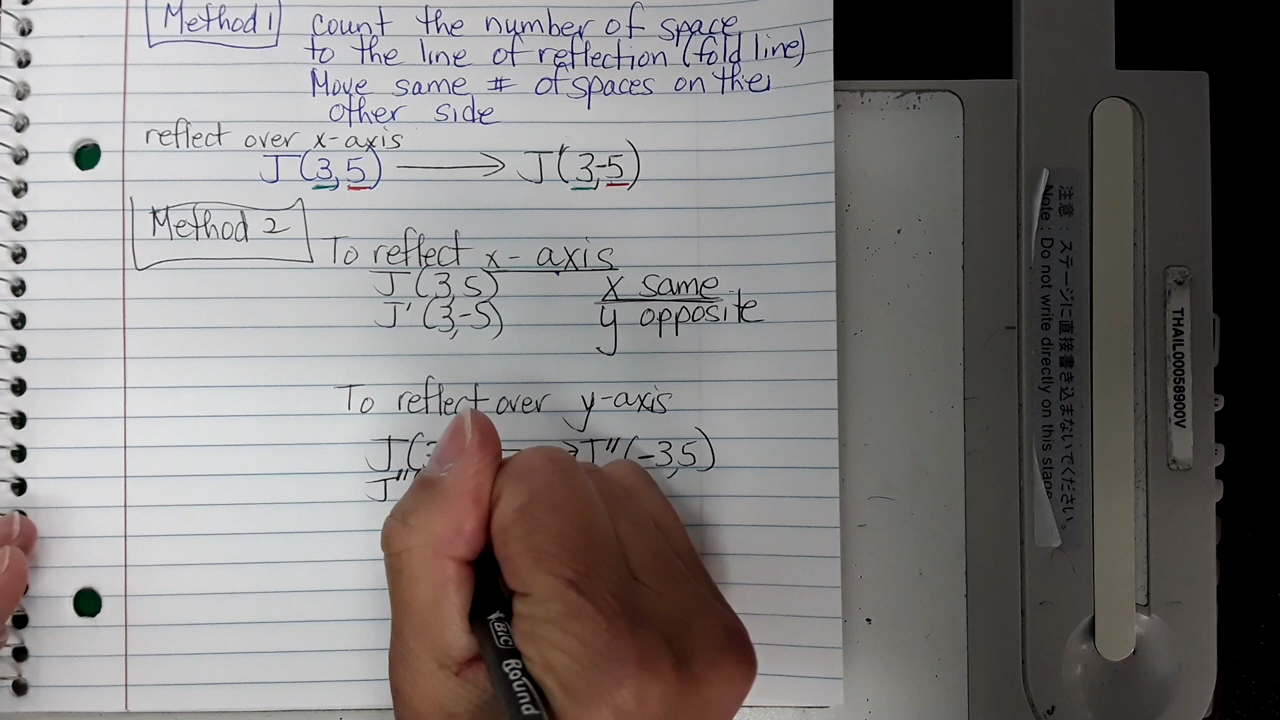 Method 1
count the number of space
to the line of reflection (fold line)
Move same # of spaces on the
other side
reflect over x-axis
J(3,5) → J'(3,-5)
Method 2
To reflect x-axis
J(3,5) x same
J'(3,-5) y opposite
To reflect over y-axis
J(3 → J"(-3,5)
J"
BIC Round
注意：ステージに直接書き込まないでください。
Note : Do not write directly on this stage.
THAIL00058900V